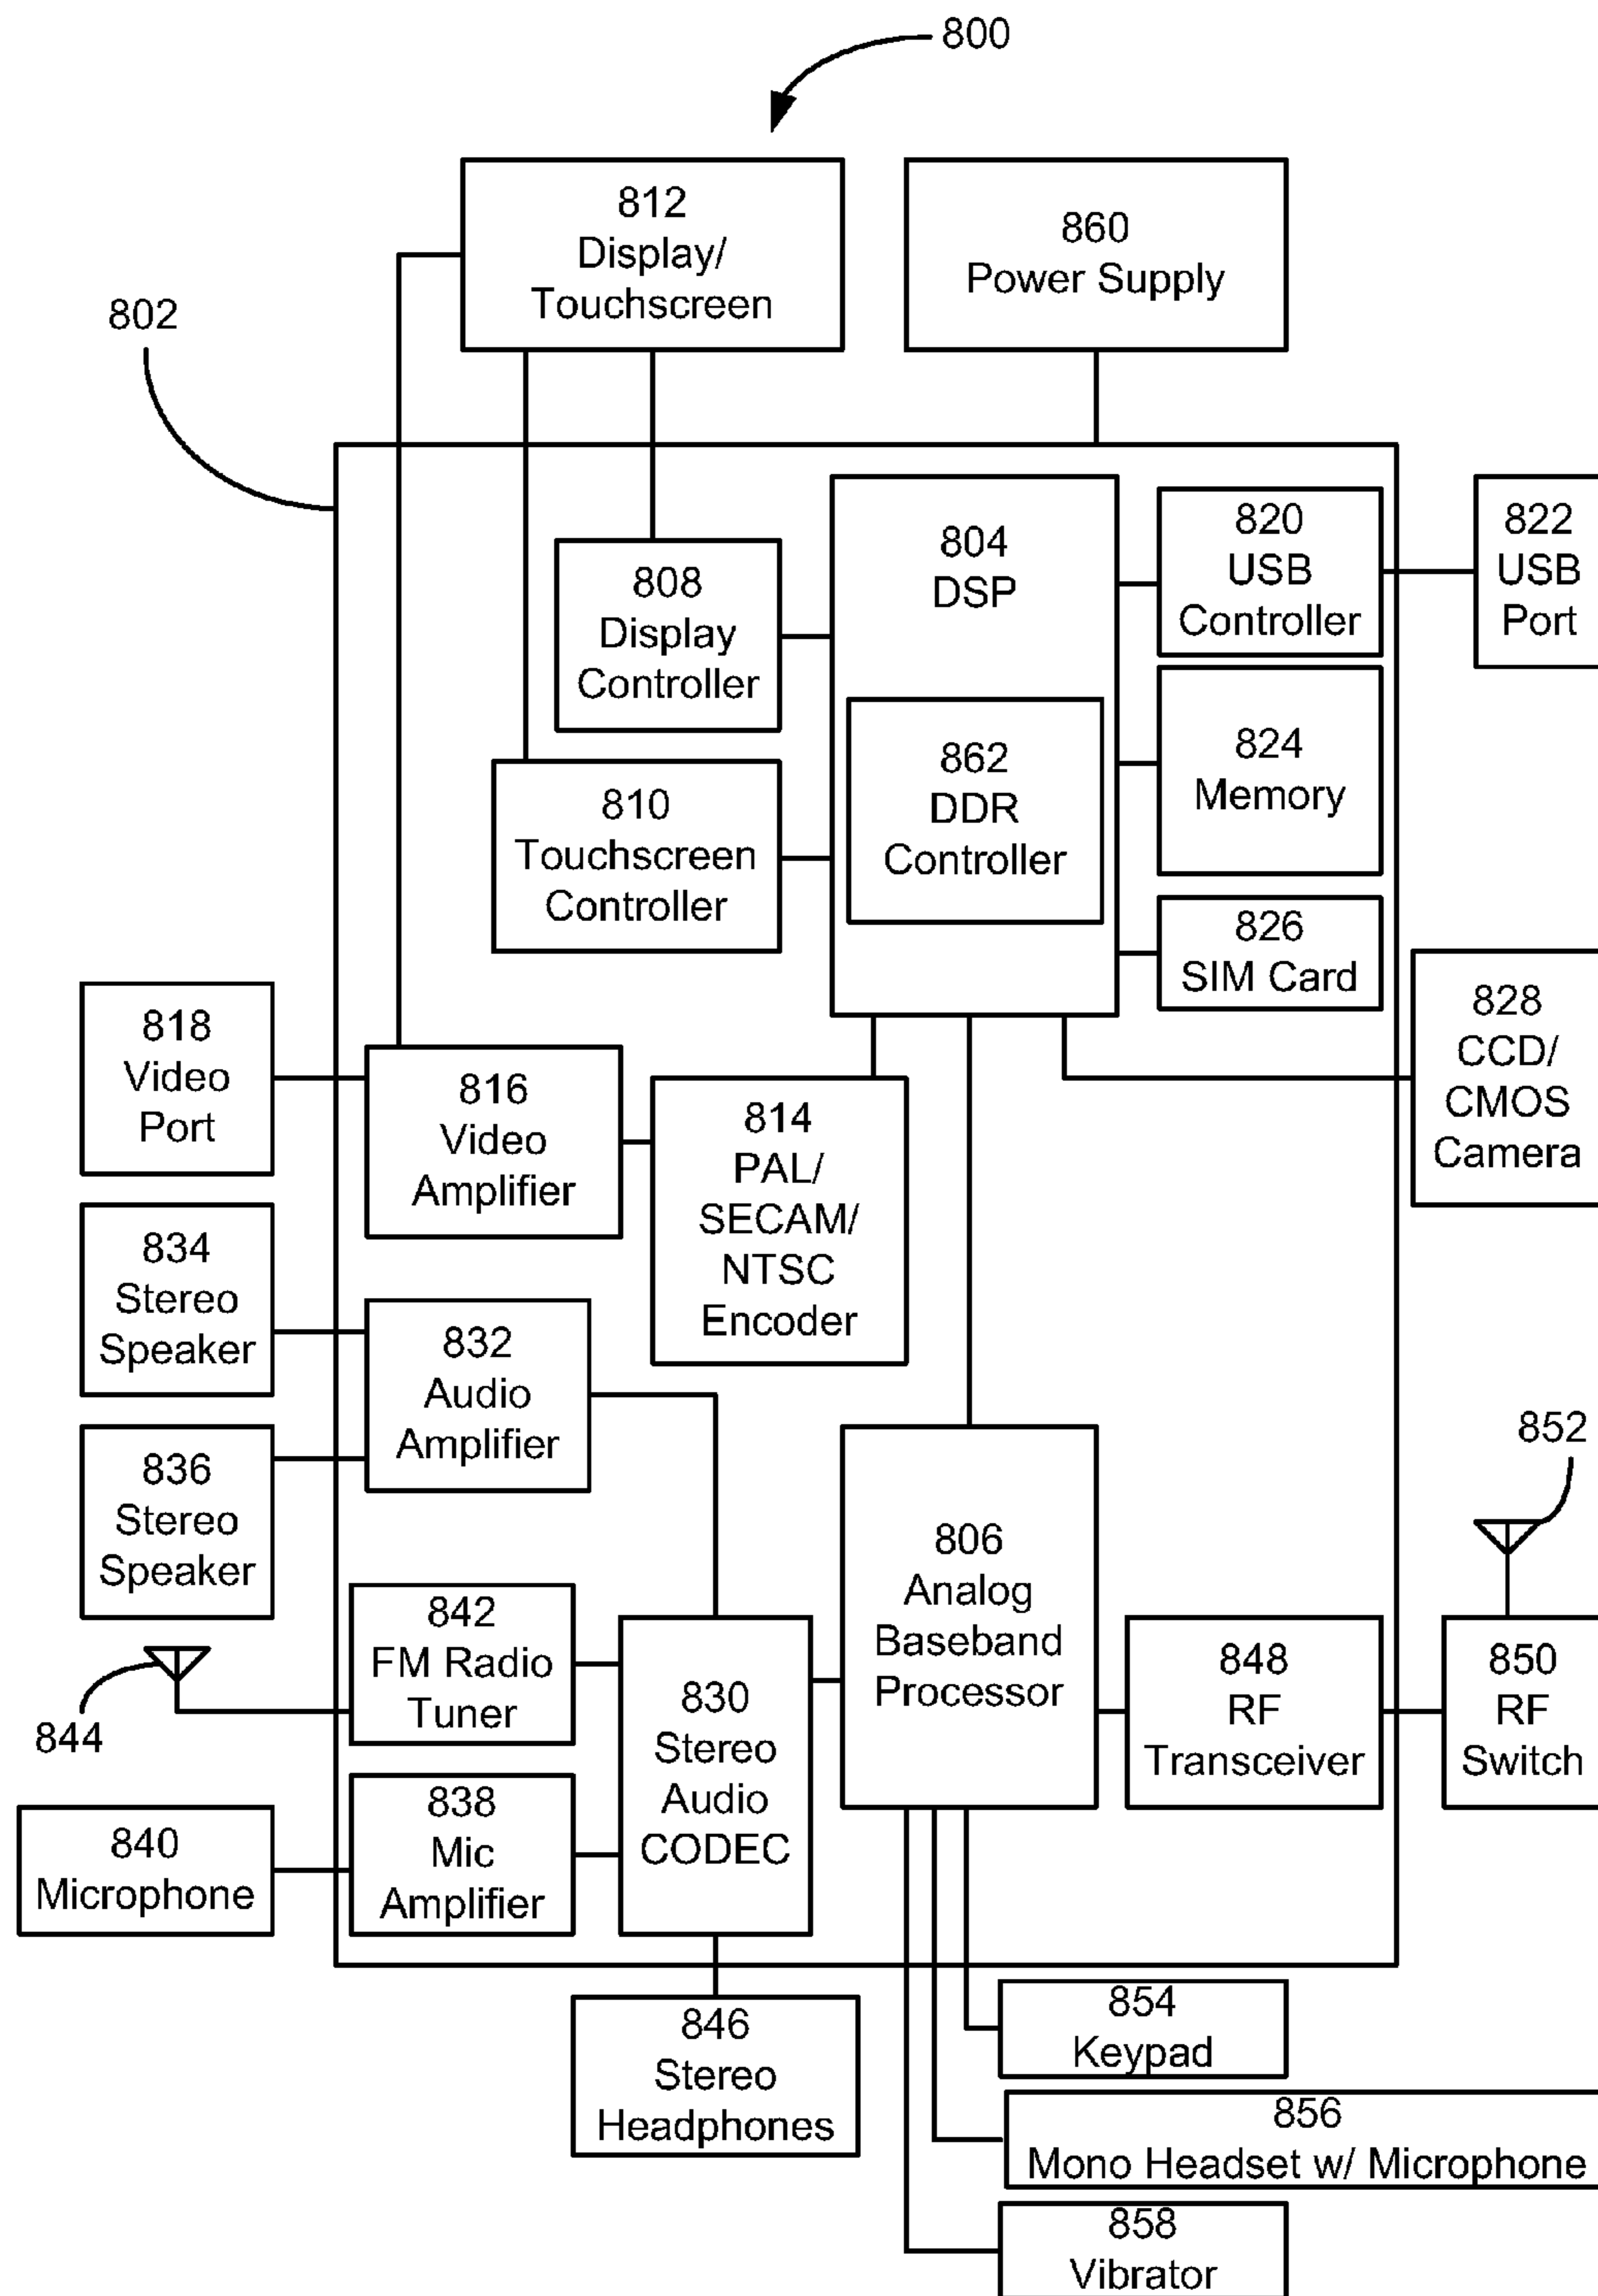 800
812
Display/
Touchscreen
860
Power Supply
802
804
DSP
820
USB
Controller
822
USB
Port
808
Display
Controller
862
DDR
Controller
824
Memory
810
Touchscreen
Controller
826
SIM Card
828
CCD/
CMOS
Camera
818
Video
Port
816
Video
Amplifier
814
PAL/
SECAM/
NTSC
Encoder
834
Stereo
Speaker
832
Audio
Amplifier
836
Stereo
Speaker
852
806
Analog
Baseband
Processor
842
FM Radio
Tuner
844
830
Stereo
Audio
CODEC
848
RF
Transceiver
850
RF
Switch
840
Microphone
838
Mic
Amplifier
846
Stereo
Headphones
854
Keypad
856
Mono Headset w/ Microphone
858
Vibrator